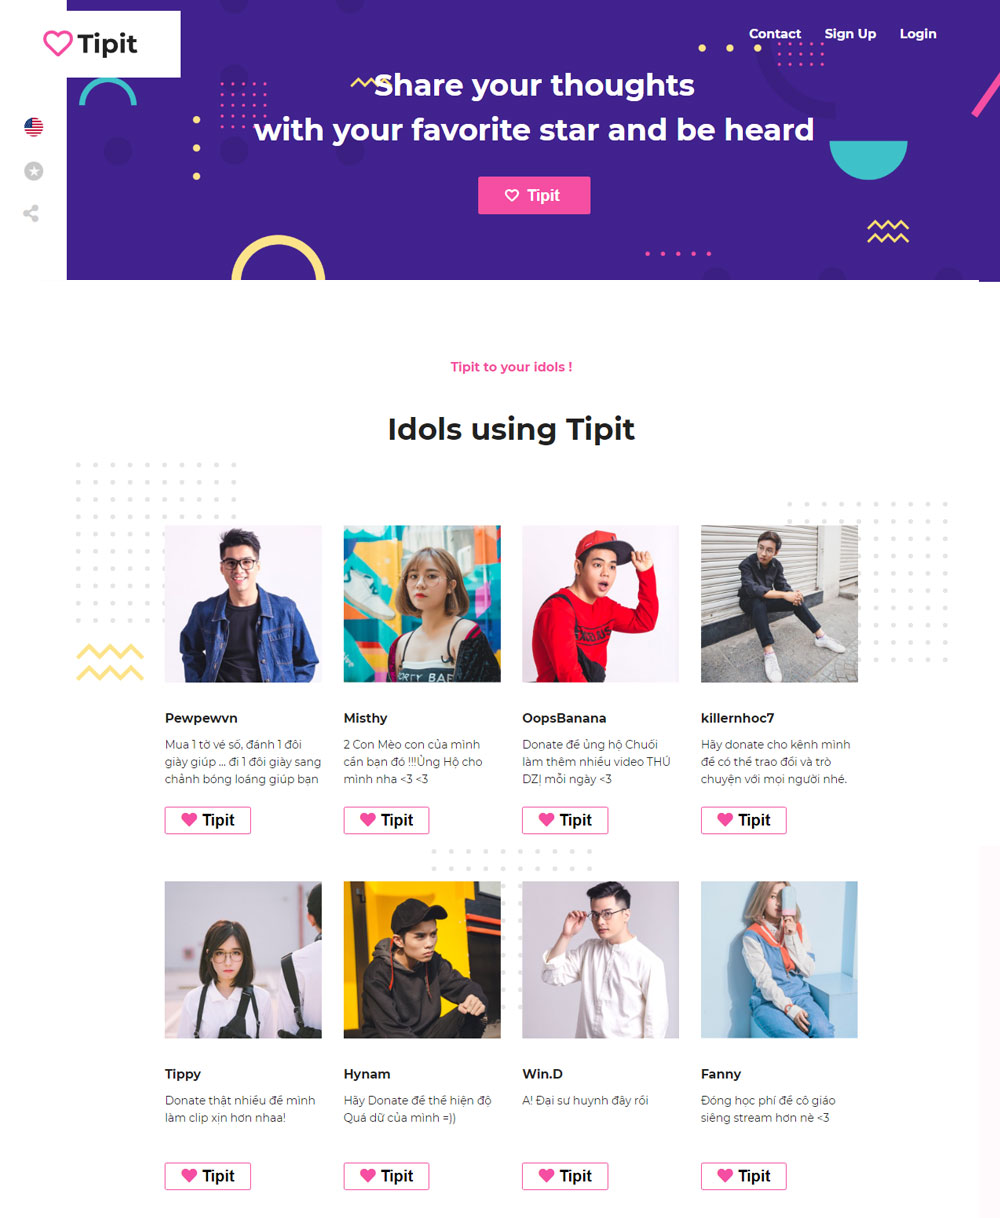 Tipit
Contact Sign Up Login
Share your thoughts
with your favorite star and be heard
Tipit
Tipit to your idols !
Idols using Tipit
Pewpewvn
Mua 1 tờ vé số, đánh 1 đôi
giày giúp ... đi 1 đôi giày sang
chảnh bóng loáng giúp bạn
Tipit
Misthy
2 Con Mèo con của mình
cần bạn đó !!!Ủng Hộ cho
mình nha <3 <3
Tipit
OopsBanana
Donate để ủng hộ Chuối
làm thêm nhiều video THÚ
DZỊ mỗi ngày <3
Tipit
killernhoc7
Hãy donate cho kênh mình
để có thể trao đổi và trò
chuyện với mọi người nhé.
Tipit
Tippy
Donate thật nhiều để mình
làm clip xịn hơn nhaa!
Tipit
Hynam
Hãy Donate để thể hiện độ
Quá dữ của mình =))
Tipit
Win.D
A! Đại sư huynh đây rồi
Tipit
Fanny
Đóng học phí để cô giáo
siêng stream hơn nè <3
Tipit